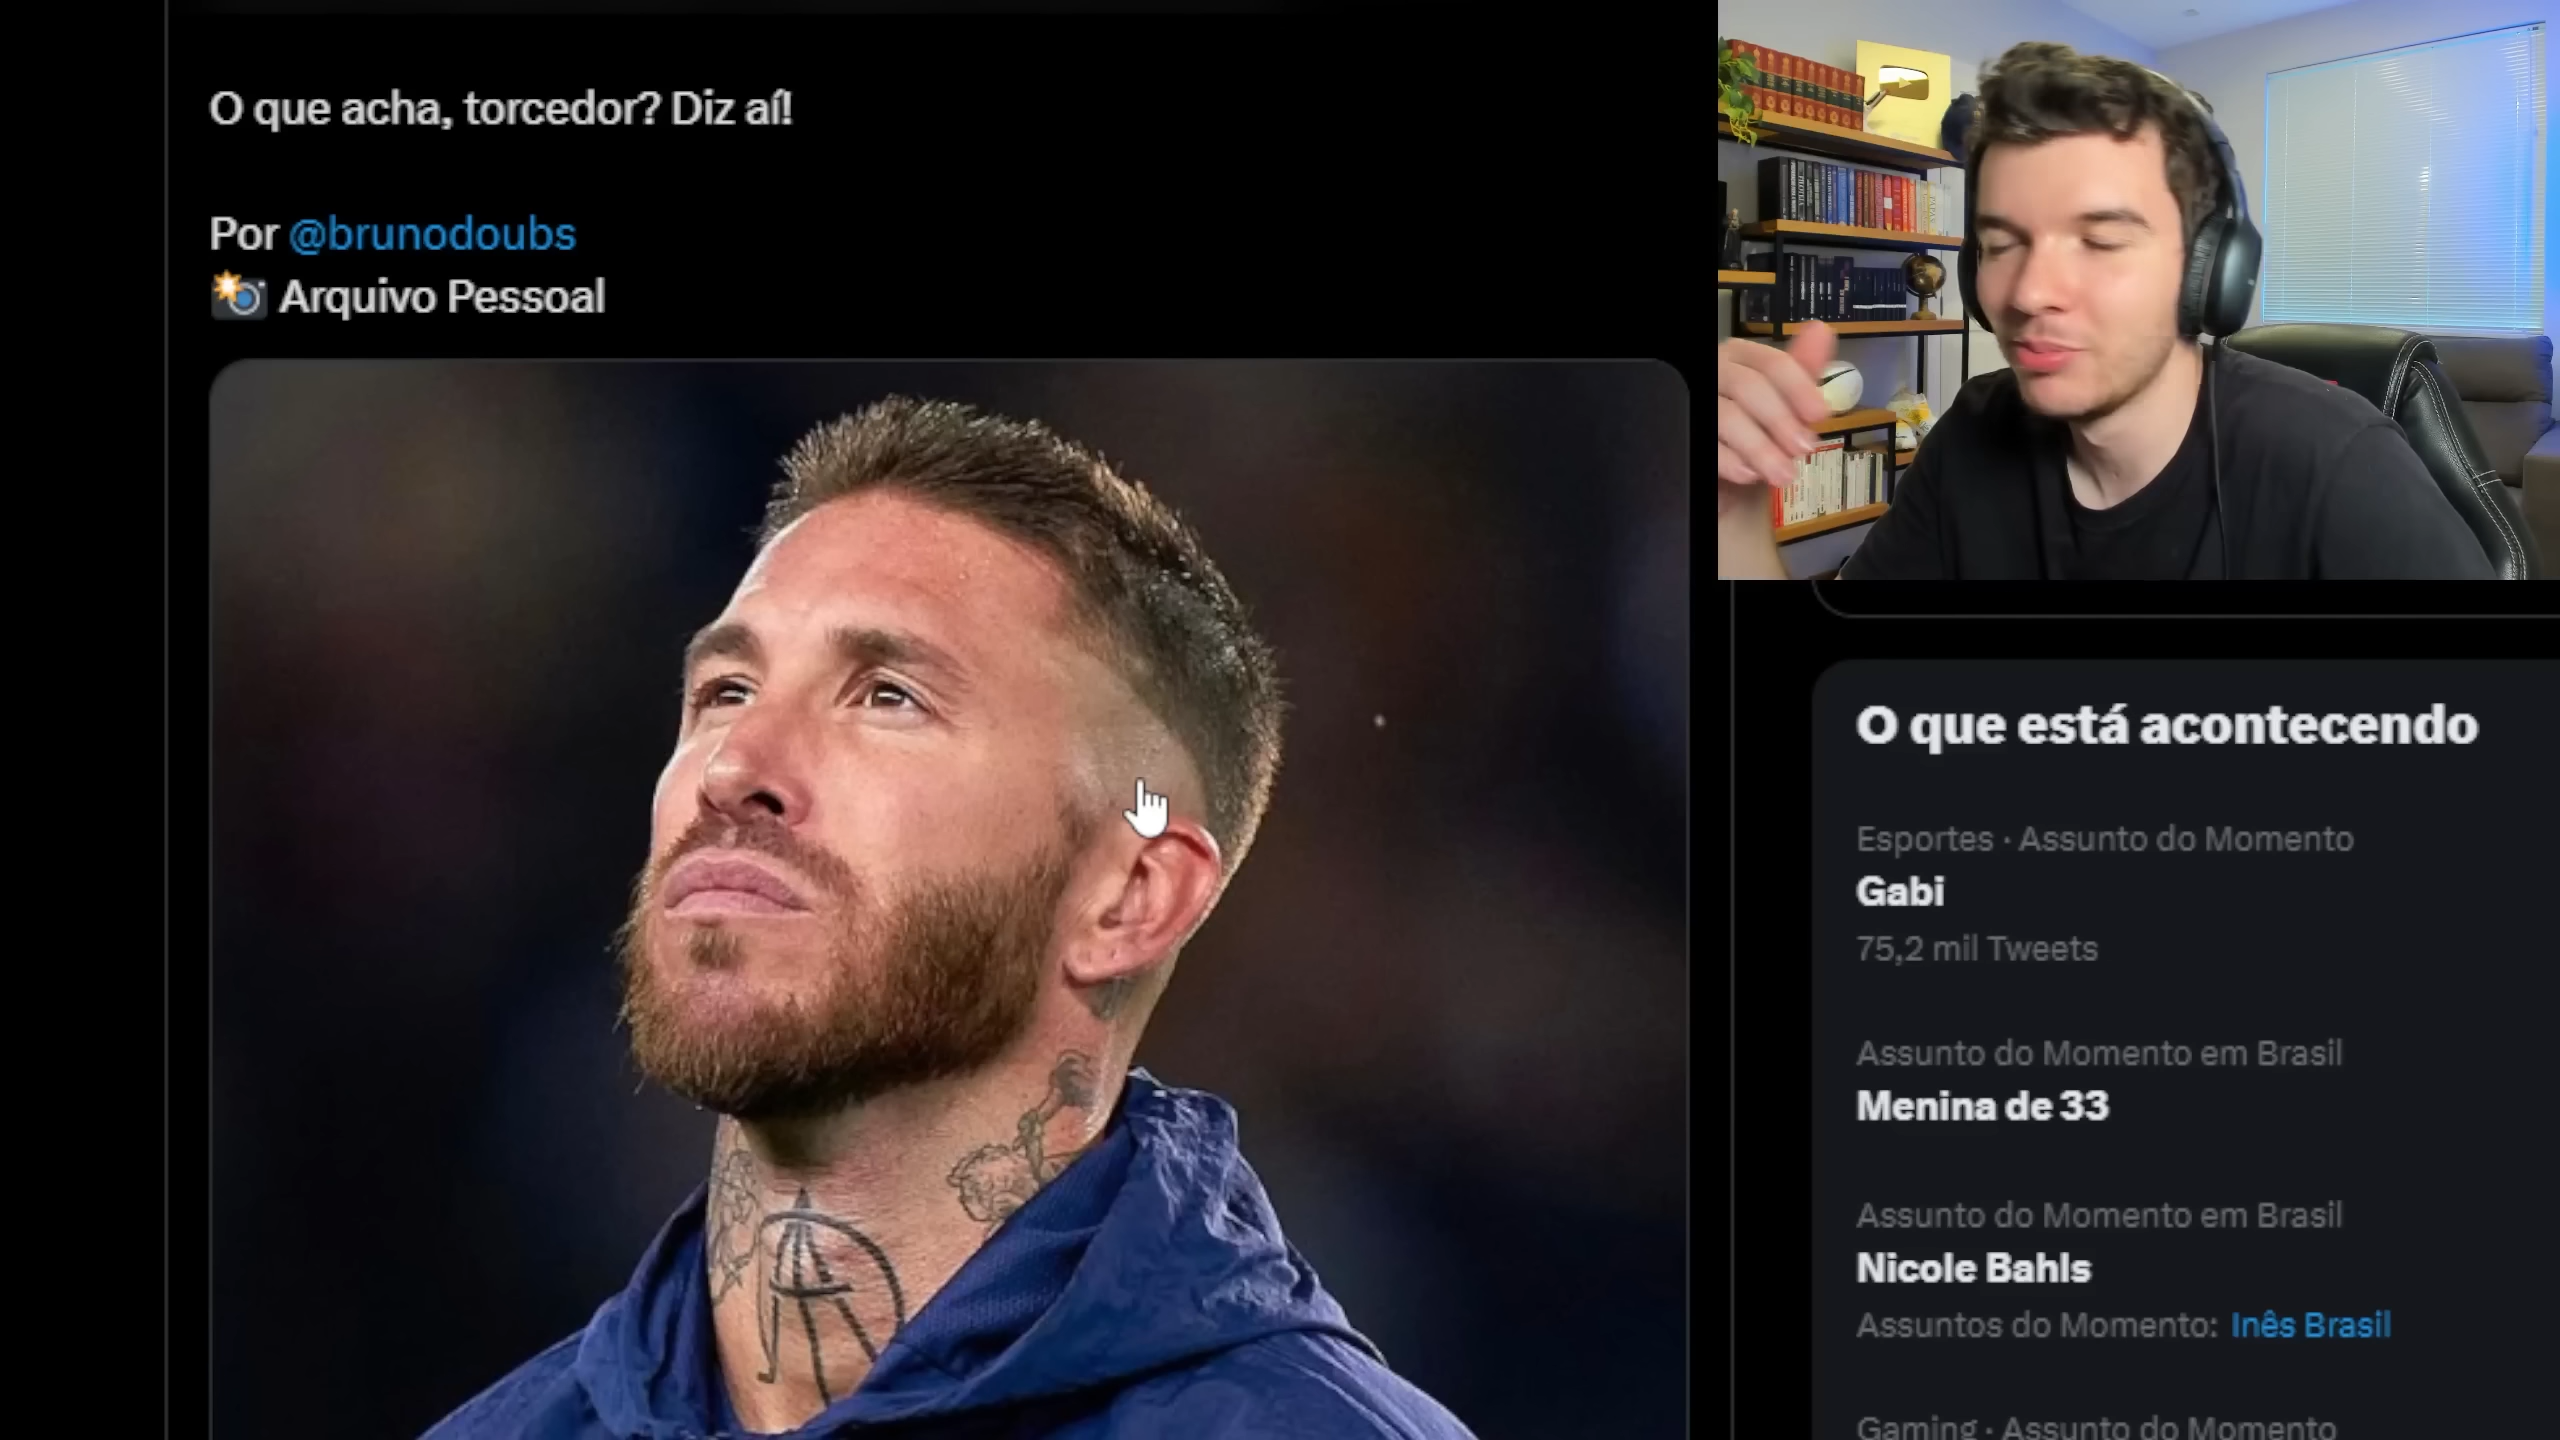 O que acha, torcedor? Diz aí!
Por @brunodoubs
Arquivo Pessoal
O que está acontecendo
Esportes · Assunto do Momento
Gabi
75,2 mil Tweets
Assunto do Momento em Brasil
Menina de 33
Assunto do Momento em Brasil
Nicole Bahls
Assuntos do Momento: Inês Brasil
Gaming · Assunto do Momento